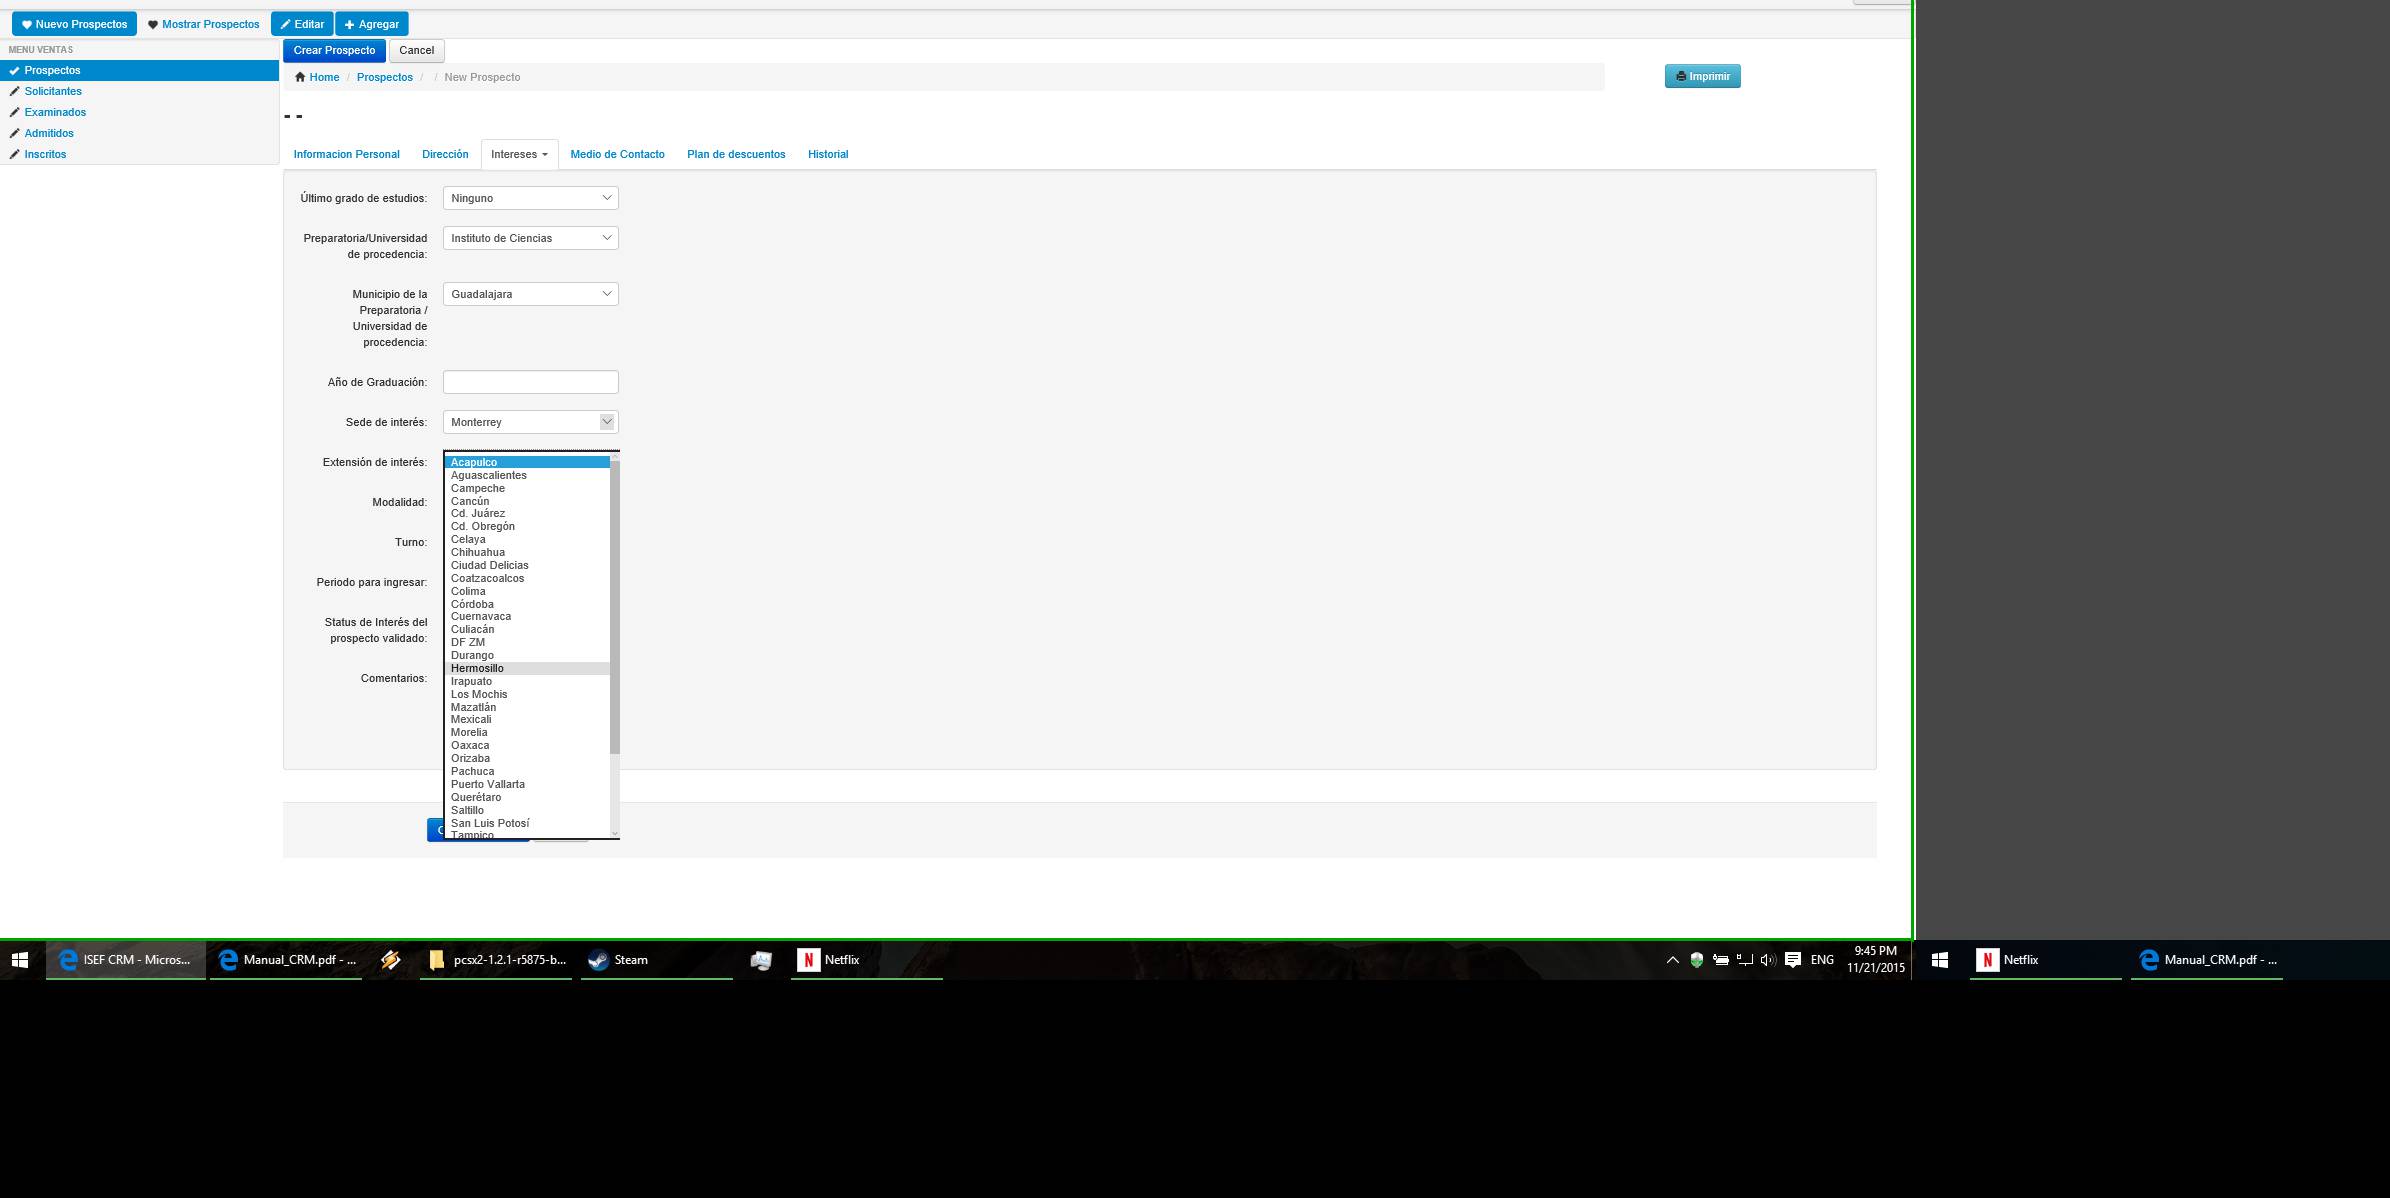 Nuevo Prospectos
Mostrar Prospectos
Editar
Agregar
MENU VENTAS
Prospectos
Solicitantes
Examinados
Admitidos
Inscritos
Crear Prospecto
Cancel
Home / Prospectos / / New Prospecto
Imprimir
- -
Informacion Personal
Dirección
Intereses
Medio de Contacto
Plan de descuentos
Historial
Último grado de estudios:
Ninguno
Preparatoria/Universidad
de procedencia:
Instituto de Ciencias
Municipio de la
Preparatoria /
Universidad de
procedencia:
Guadalajara
Año de Graduación:
Sede de interés:
Monterrey
Extensión de interés:
Modalidad:
Turno:
Periodo para ingresar:
Status de Interés del
prospecto validado:
Comentarios:
Acapulco
Aguascalientes
Campeche
Cancún
Cd. Juárez
Cd. Obregón
Celaya
Chihuahua
Ciudad Delicias
Coatzacoalcos
Colima
Córdoba
Cuernavaca
Culiacán
DF ZM
Durango
Hermosillo
Irapuato
Los Mochis
Mazatlán
Mexicali
Morelia
Oaxaca
Orizaba
Pachuca
Puerto Vallarta
Querétaro
Saltillo
San Luis Potosí
Tampico
ISEF CRM - Micros...
Manual_CRM.pdf - ...
pcsx2-1.2.1-r5875-b...
Steam
N Netflix
ENG
9:45 PM
11/21/2015
N Netflix
Manual_CRM.pdf - ...